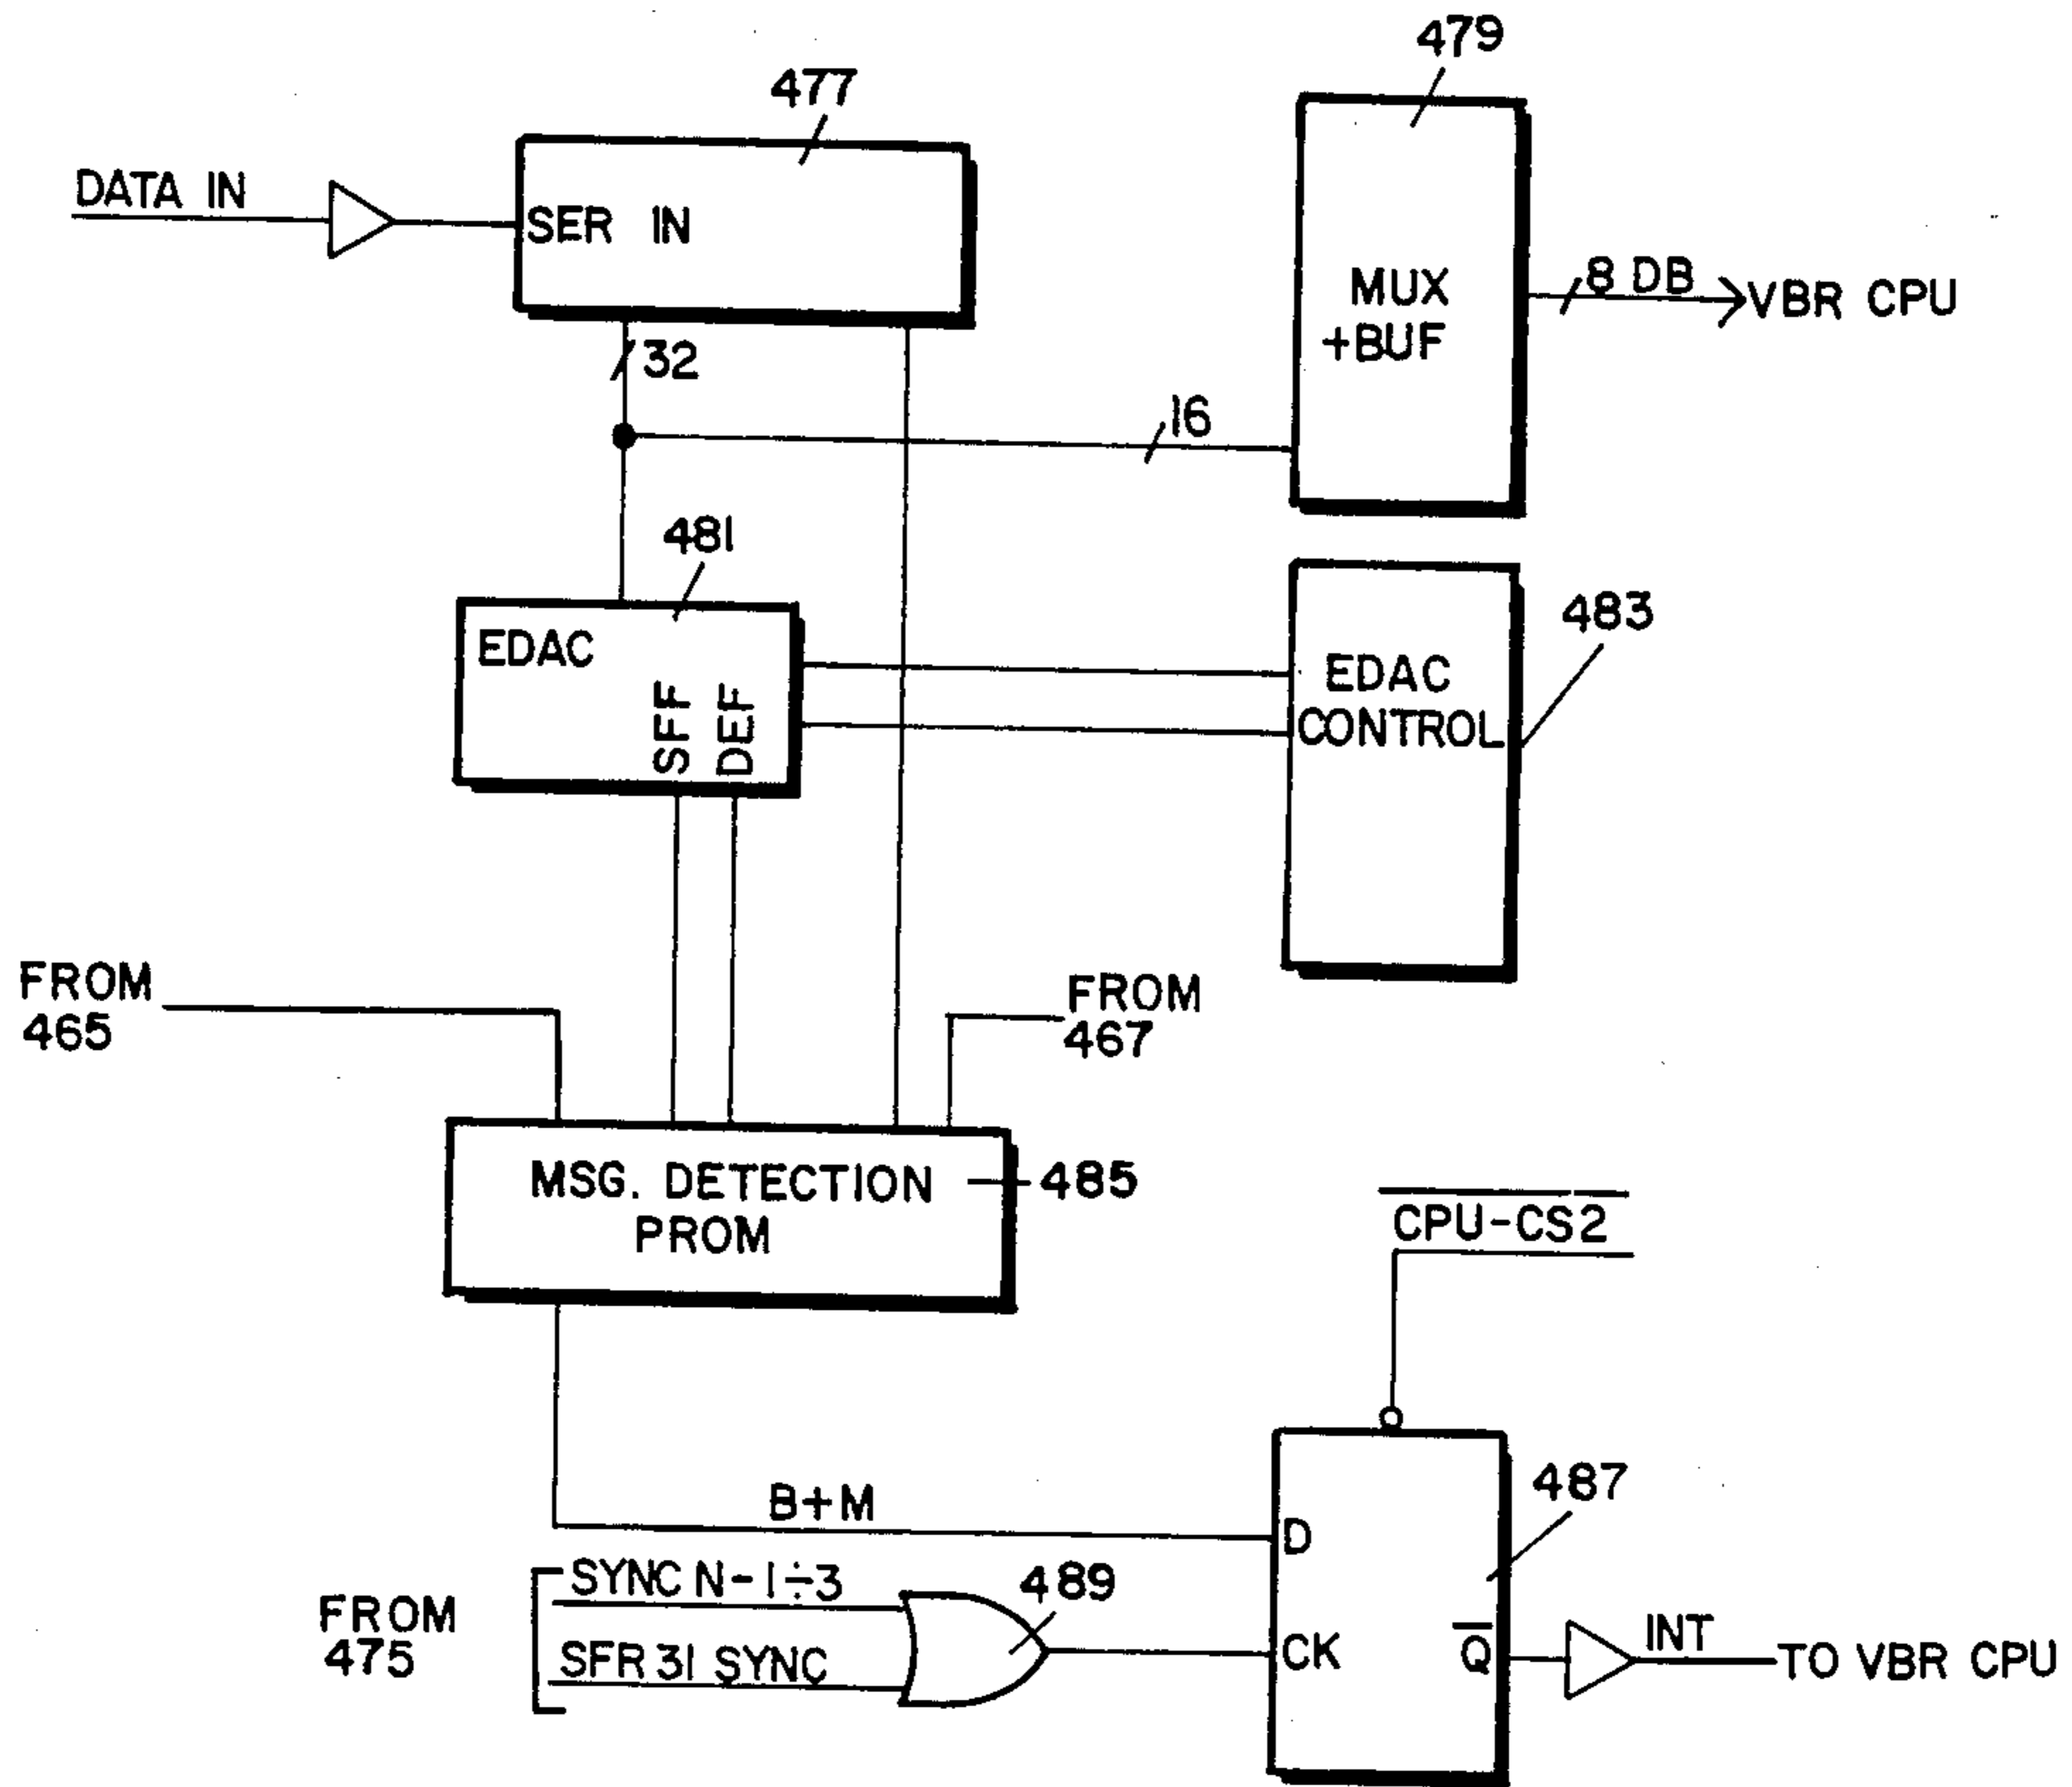 479
477
DATA IN
SER IN
MUX
+BUF
8 DB
VBR CPU
32
16
481
483
EDAC
SFF
DEF
EDAC
CONTROL
FROM
465
FROM
467
MSG. DETECTION
PROM
485
CPU-CS2
487
B+M
D
SYNC N-1÷3
489
FROM
475
SFR 31 SYNC
CK
Q
INT
TO VBR CPU